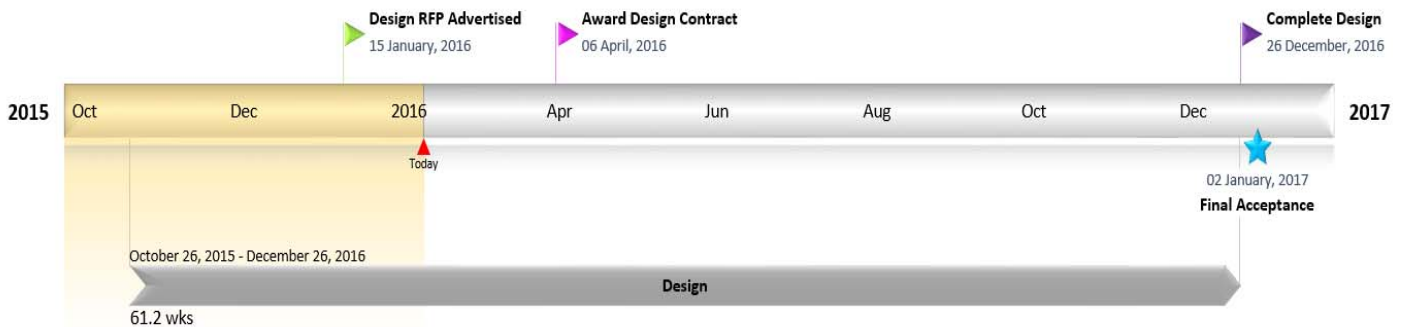 Design RFP Advertised
15 January, 2016
Award Design Contract
06 April, 2016
Complete Design
26 December, 2016
2015 Oct Dec 2016 Apr Jun Aug Oct Dec 2017
Today
02 January, 2017
Final Acceptance
October 26, 2015 - December 26, 2016
Design
61.2 wks